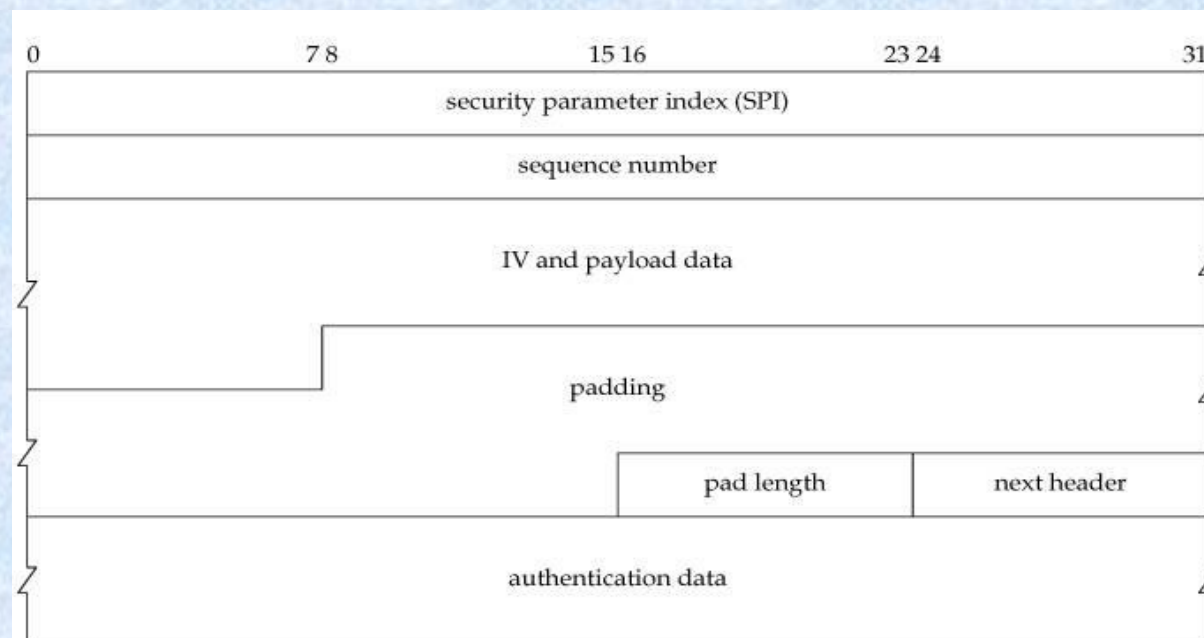 0 7 8 15 16 23 24 31
security parameter index (SPI)
sequence number
IV and payload data
padding
pad length next header
authentication data